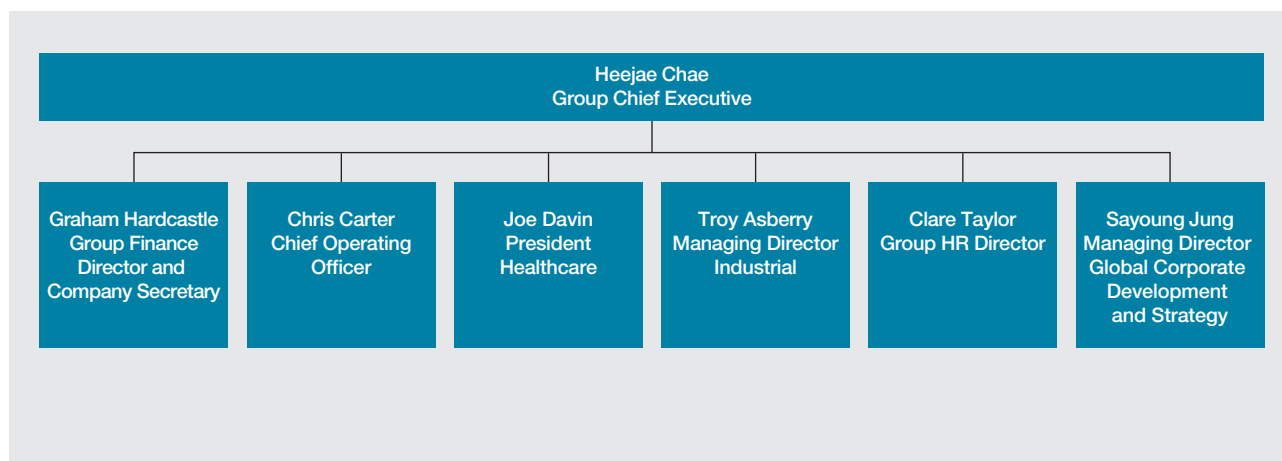 Heejae Chae
Group Chief Executive
Graham Hardcastle
Group Finance
Director and
Company Secretary
Chris Carter
Chief Operating
Officer
Joe Davin
President
Healthcare
Troy Asberry
Managing Director
Industrial
Clare Taylor
Group HR Director
Sayoung Jung
Managing Director
Global Corporate
Development
and Strategy